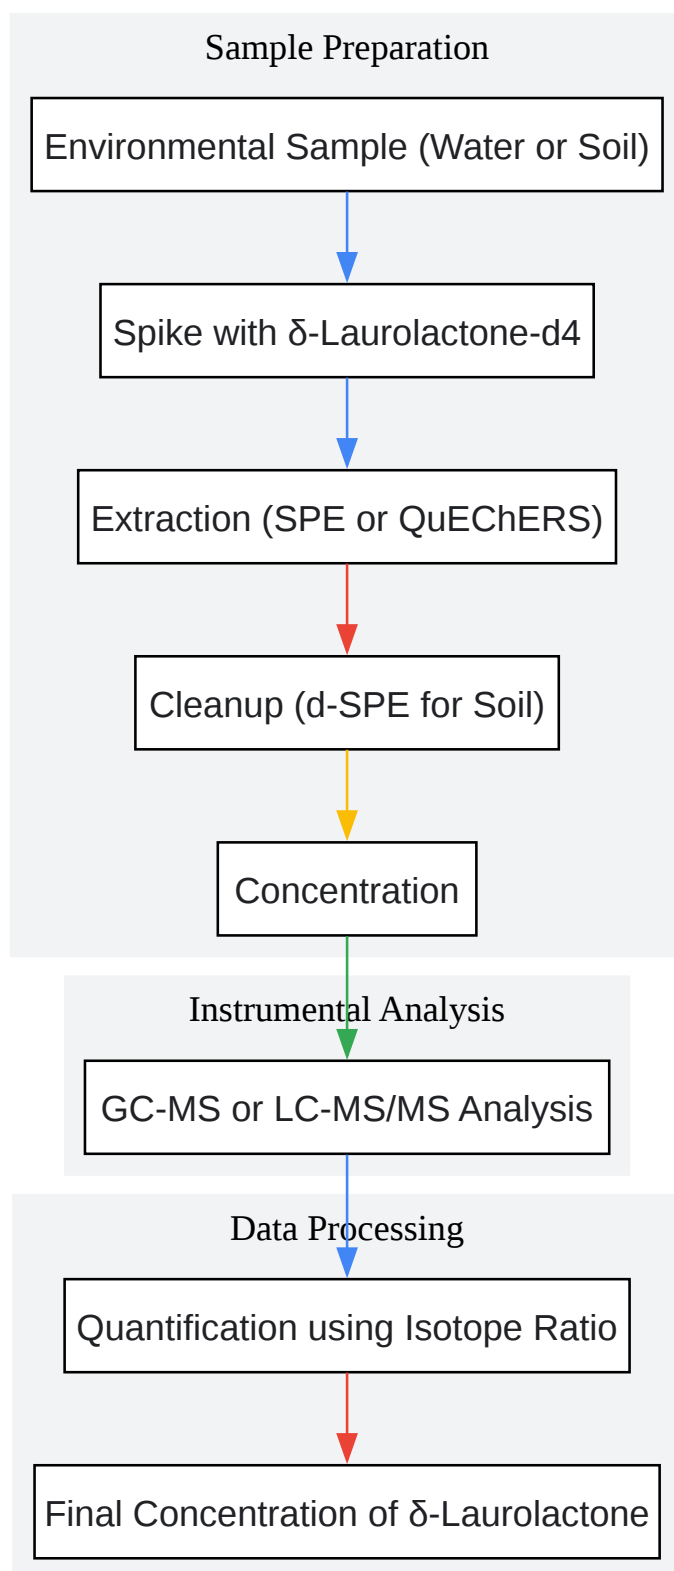 Sample Preparation
Environmental Sample (Water or Soil)
Spike with δ-Laurolactone-d4
Extraction (SPE or QuEChERS)
Cleanup (d-SPE for Soil)
Concentration
Instrumental Analysis
GC-MS or LC-MS/MS Analysis
Data Processing
Quantification using Isotope Ratio
Final Concentration of δ-Laurolactone